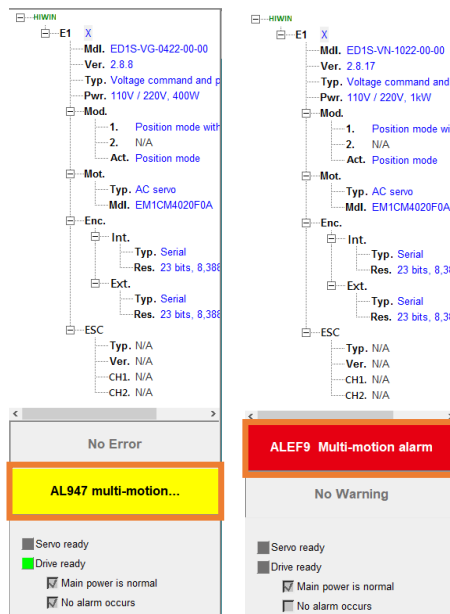 HIWIN
E1 X
Mdl. ED1S-VG-0422-00-00
Ver. 2.8.8
Typ. Voltage command and p
Pwr. 110V / 220V, 400W
Mod.
1. Position mode with
2. N/A
Act. Position mode
Mot.
Typ. AC servo
Mdl. EM1CM4020F0A
Enc.
Int.
Typ. Serial
Res. 23 bits, 8,388
Ext.
Typ. Serial
Res. 23 bits, 8,388
ESC
Typ. N/A
Ver. N/A
CH1. N/A
CH2. N/A
No Error
AL947 multi-motion...
Servo ready
Drive ready
Main power is normal
No alarm occurs
HIWIN
E1 X
Mdl. ED1S-VN-1022-00-00
Ver. 2.8.17
Typ. Voltage command and
Pwr. 110V / 220V, 1kW
Mod.
1. Position mode wi
2. N/A
Act. Position mode
Mot.
Typ. AC servo
Mdl. EM1CM4020F0A
Enc.
Int.
Typ. Serial
Res. 23 bits, 8,38
Ext.
Typ. Serial
Res. 23 bits, 8,38
ESC
Typ. N/A
Ver. N/A
CH1. N/A
CH2. N/A
ALEF9 Multi-motion alarm
No Warning
Servo ready
Drive ready
Main power is normal
No alarm occurs